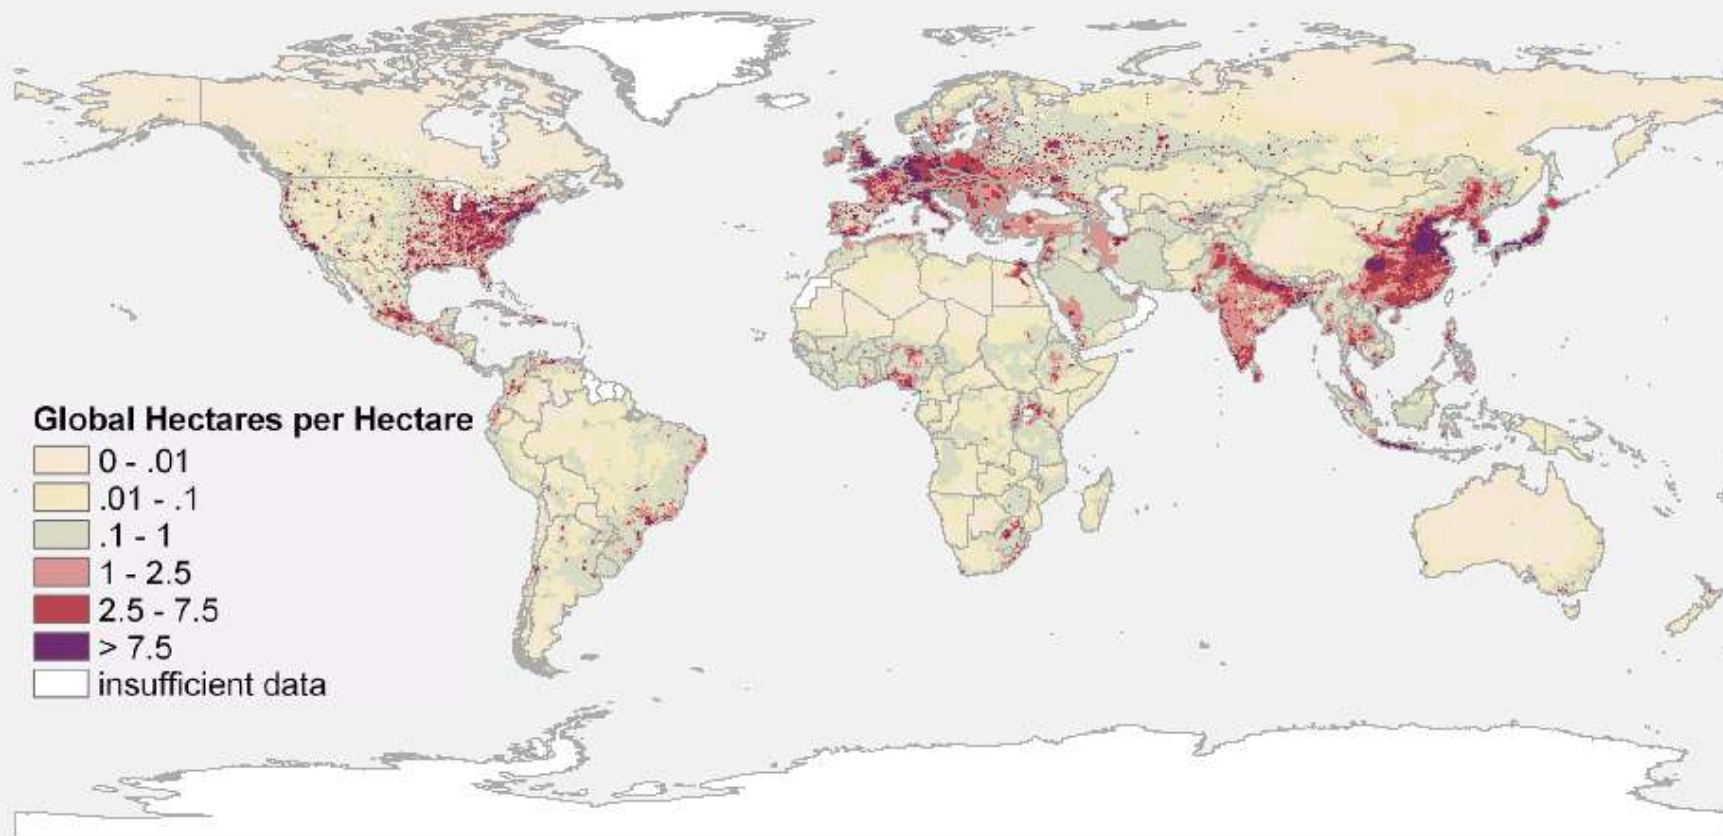 Global Hectares per Hectare
0 - .01
.01 - .1
.1 - 1
1 - 2.5
2.5 - 7.5
> 7.5
insufficient data